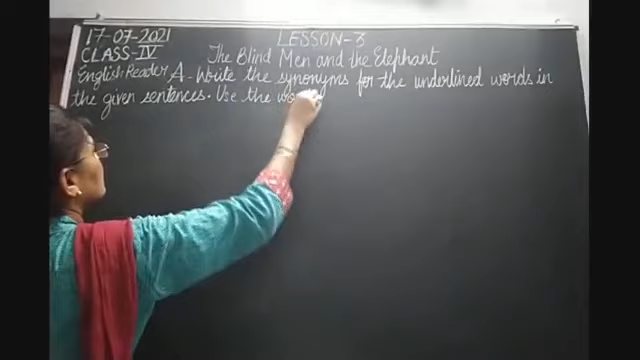 17-07-2021 LESSON-3
CLASS-IV The Blind Men and the Elephant
English Reader A- Write the synonyms for the underlined words in
the given sentences. Use the